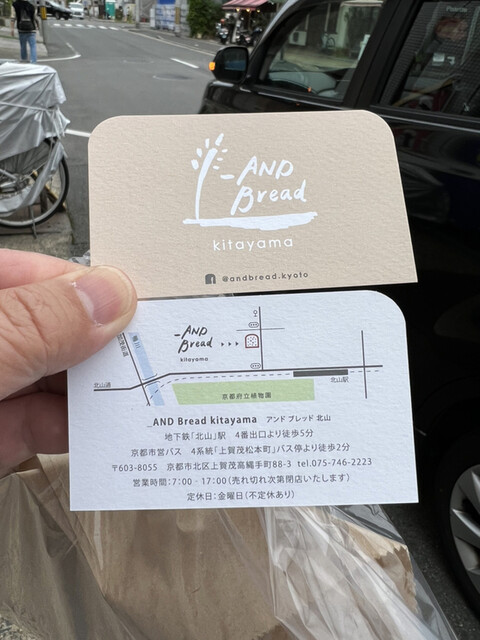 _AND
Bread
kitayama
@andbread.kyoto
_AND
Bread
kitayama
北山通
北山駅
京都府立植物園
_AND Bread kitayama アンド ブレッド 北山
地下鉄「北山」駅 4番出口より徒歩5分
京都市営バス 4系統「上賀茂松本町」バス停より徒歩2分
〒603-8055 京都市北区上賀茂高縄手町88-3 tel.075-746-2223
営業時間:7:00‐17:00(売れ切れ次第閉店いたします)
定休日:金曜日(不定休あり)